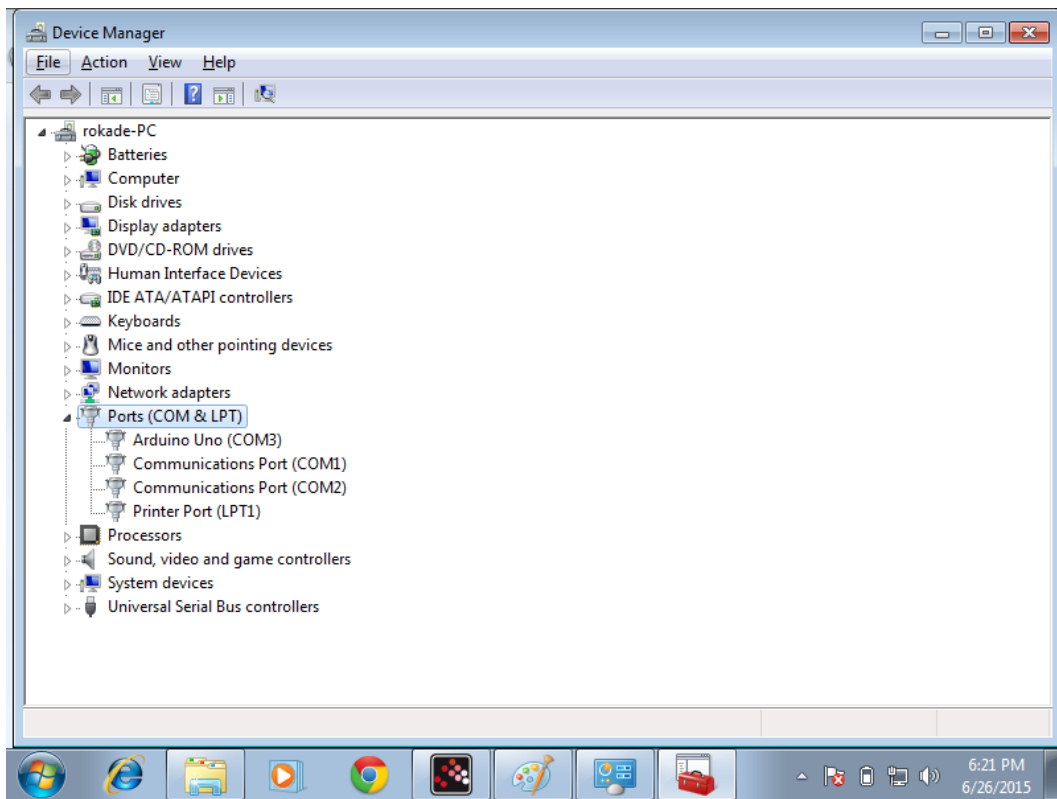 Device Manager
File Action View Help
rokade-PC
Batteries
Computer
Disk drives
Display adapters
DVD/CD-ROM drives
Human Interface Devices
IDE ATA/ATAPI controllers
Keyboards
Mice and other pointing devices
Monitors
Network adapters
Ports (COM & LPT)
Arduino Uno (COM3)
Communications Port (COM1)
Communications Port (COM2)
Printer Port (LPT1)
Processors
Sound, video and game controllers
System devices
Universal Serial Bus controllers
6:21 PM
6/26/2015